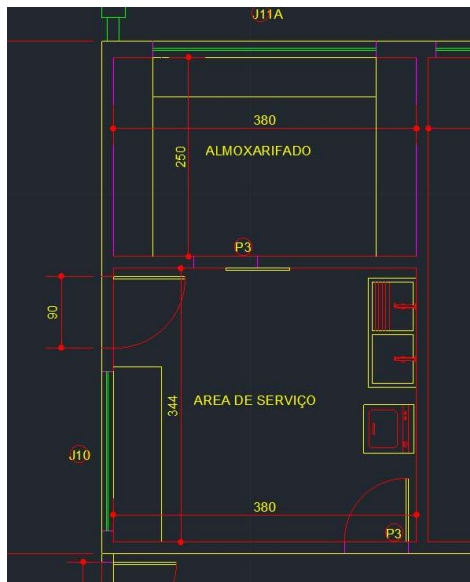 J11A
380
250
ALMOXARIFADO
P3
90
344
AREA DE SERVIÇO
J10
380
P3